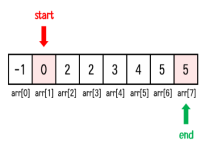 start
-1 0 2 2 3 4 5 5
arr[0] arr[1] arr[2] arr[3] arr[4] arr[5] arr[6] arr[7]
end